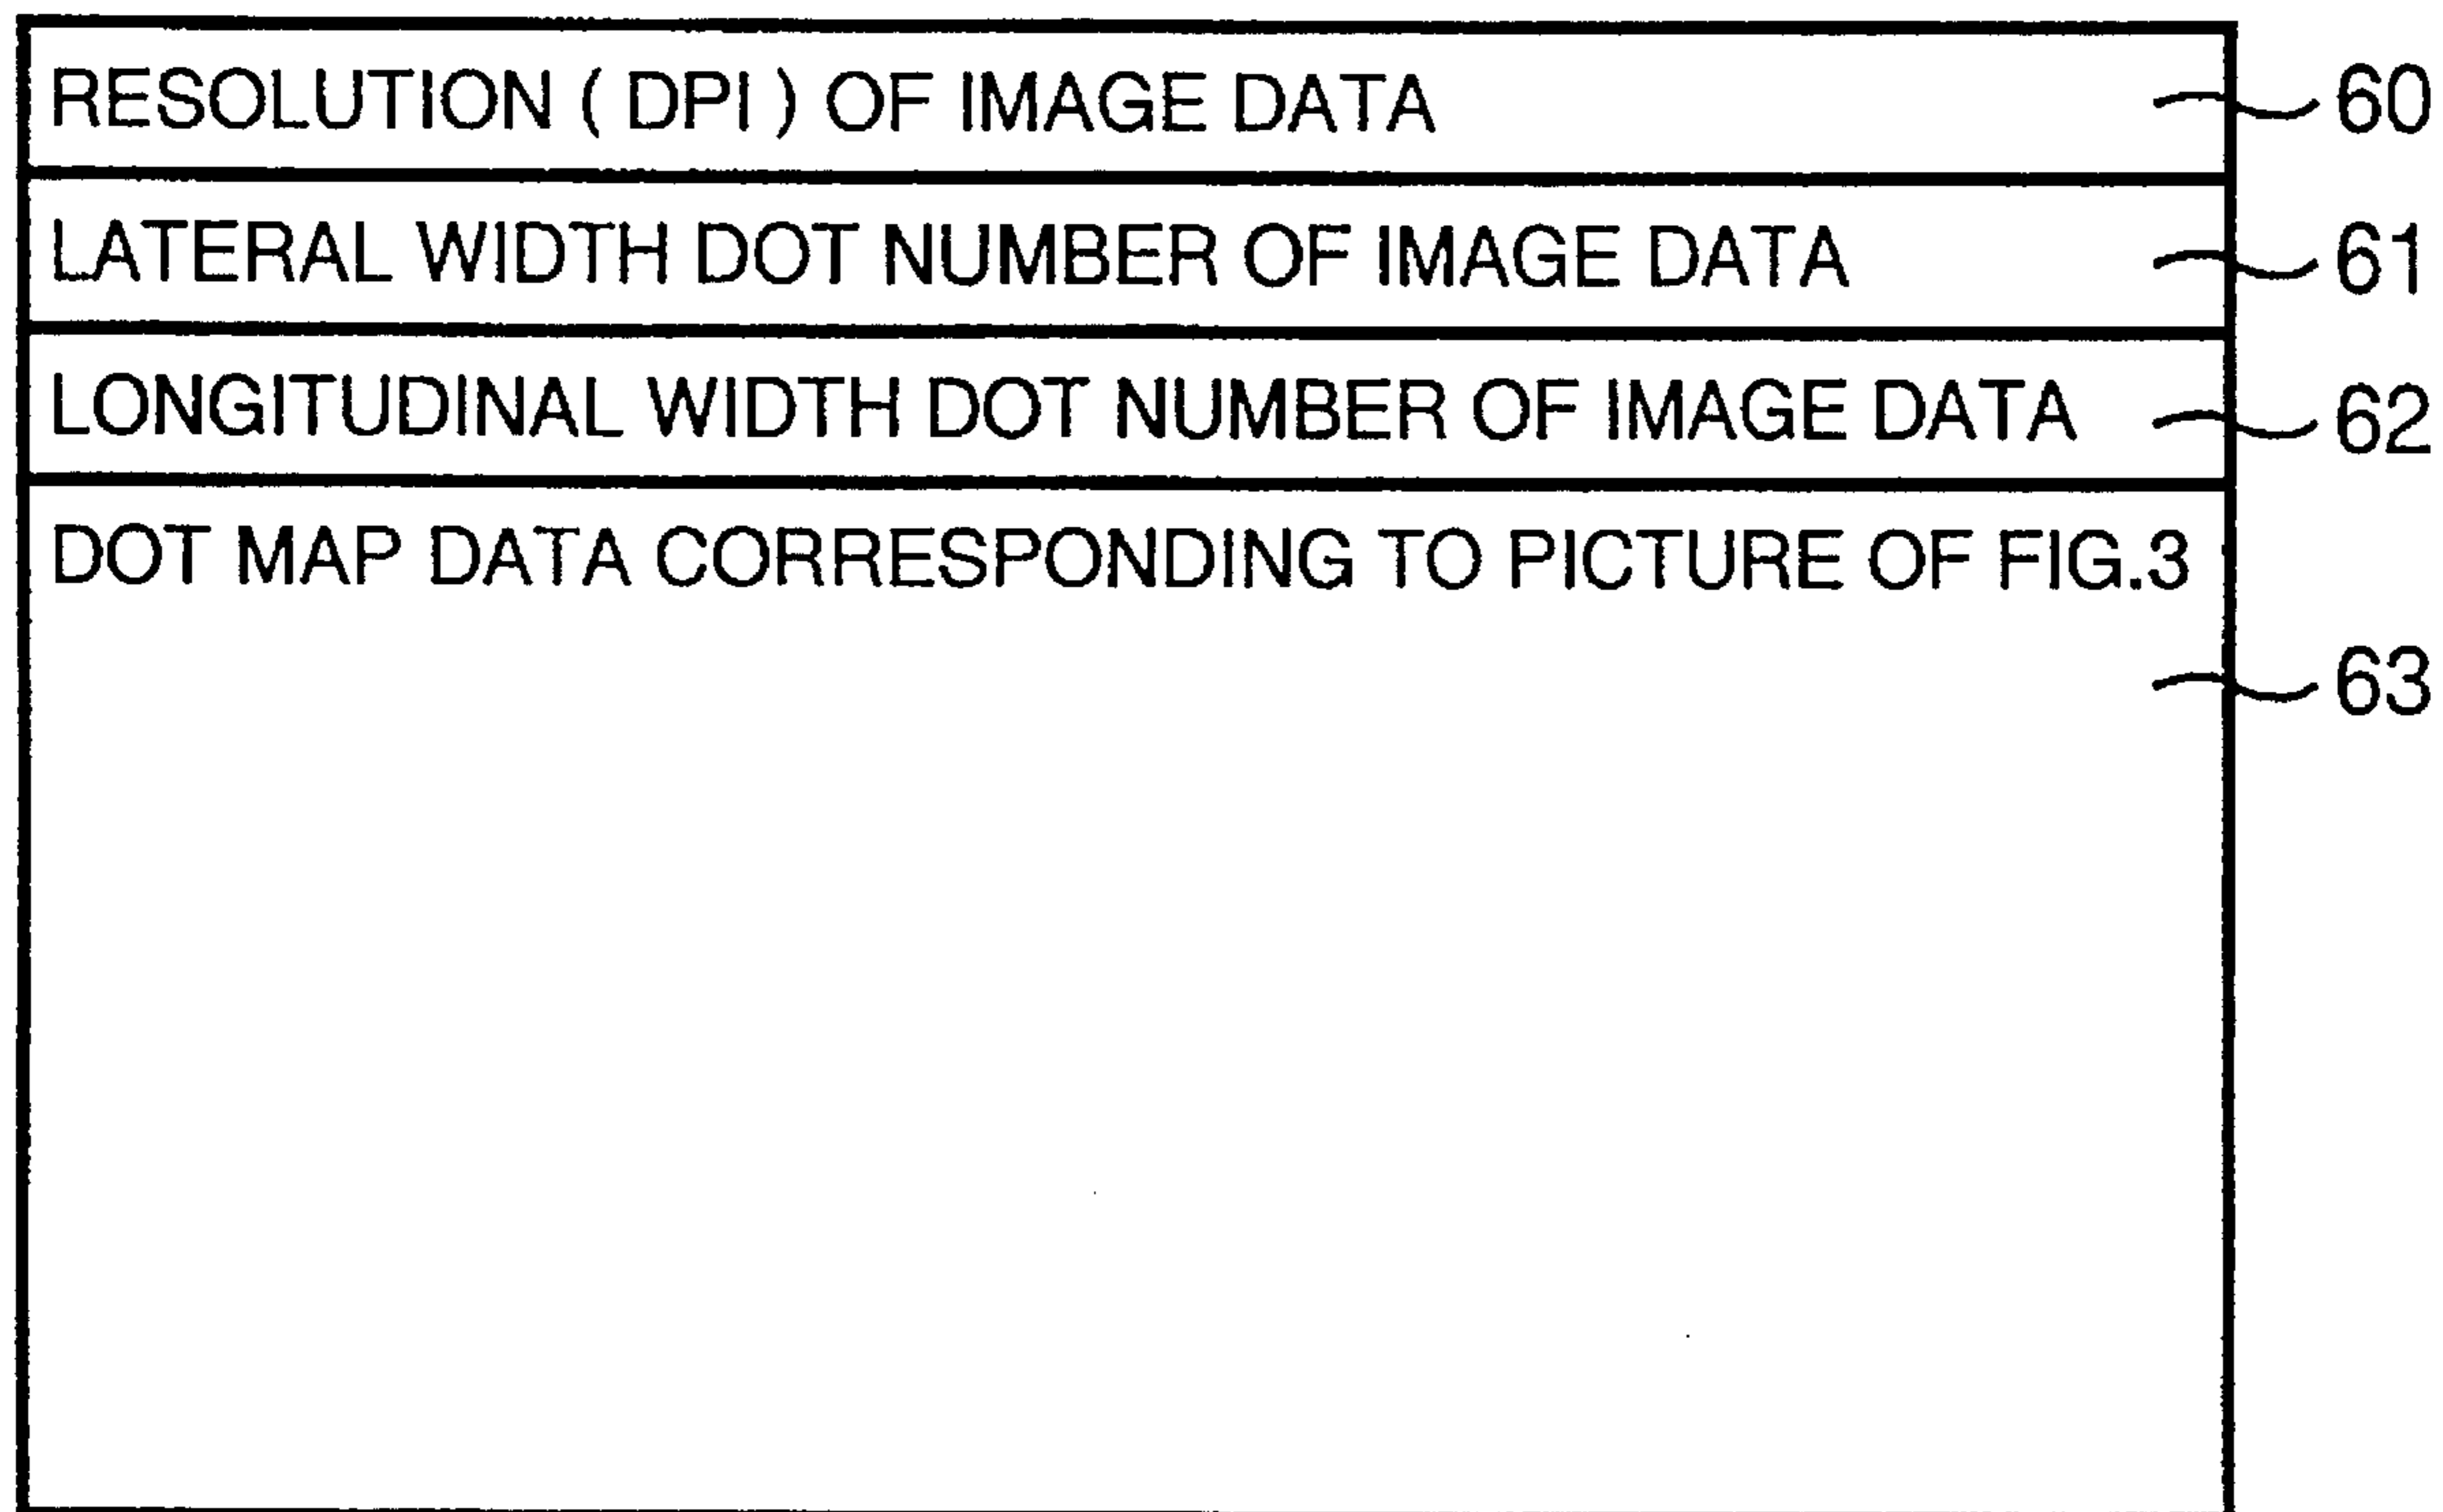 RESOLUTION ( DPI ) OF IMAGE DATA 60
LATERAL WIDTH DOT NUMBER OF IMAGE DATA 61
LONGITUDINAL WIDTH DOT NUMBER OF IMAGE DATA 62
DOT MAP DATA CORRESPONDING TO PICTURE OF FIG.3
63